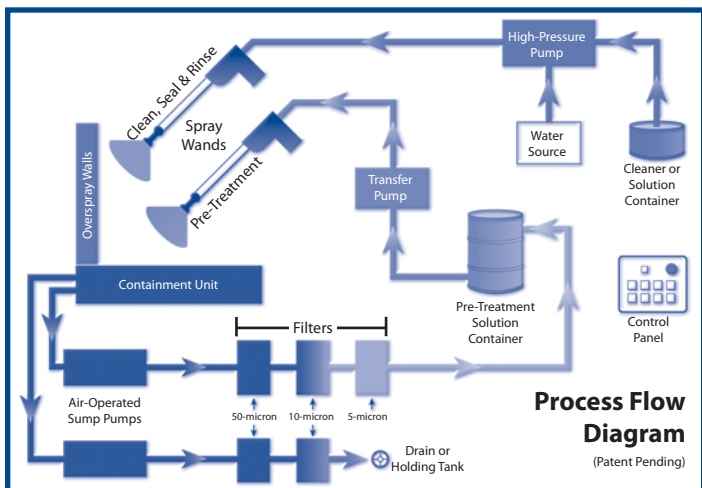 High-Pressure
Pump
Clean, Seal & Rinse
Spray
Wands
Pre-Treatment
Water
Source
Cleaner or
Solution
Container
Overspray Walls
Transfer
Pump
Containment Unit
Pre-Treatment
Solution
Container
Control
Panel
Filters
Air-Operated
Sump Pumps
50-micron
10-micron
5-micron
Drain or
Holding Tank
Process Flow
Diagram
(Patent Pending)